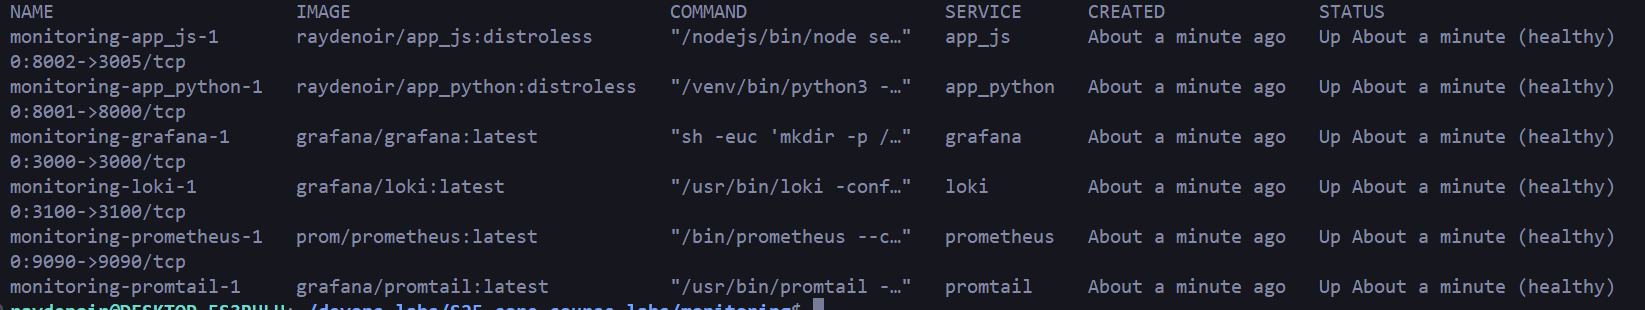 NAME IMAGE COMMAND SERVICE CREATED STATUS
monitoring-app_js-1 raydenoir/app_js:distroless "/nodejs/bin/node se…" app_js About a minute ago Up About a minute (healthy)
0:8002->3005/tcp
monitoring-app_python-1 raydenoir/app_python:distroless "/venv/bin/python3 -…" app_python About a minute ago Up About a minute (healthy)
0:8001->8000/tcp
monitoring-grafana-1 grafana/grafana:latest "sh -euc 'mkdir -p /…" grafana About a minute ago Up About a minute (healthy)
0:3000->3000/tcp
monitoring-loki-1 grafana/loki:latest "/usr/bin/loki -conf…" loki About a minute ago Up About a minute (healthy)
0:3100->3100/tcp
monitoring-prometheus-1 prom/prometheus:latest "/bin/prometheus --c…" prometheus About a minute ago Up About a minute (healthy)
0:9090->9090/tcp
monitoring-promtail-1 grafana/promtail:latest "/usr/bin/promtail -…" promtail About a minute ago Up About a minute (healthy)